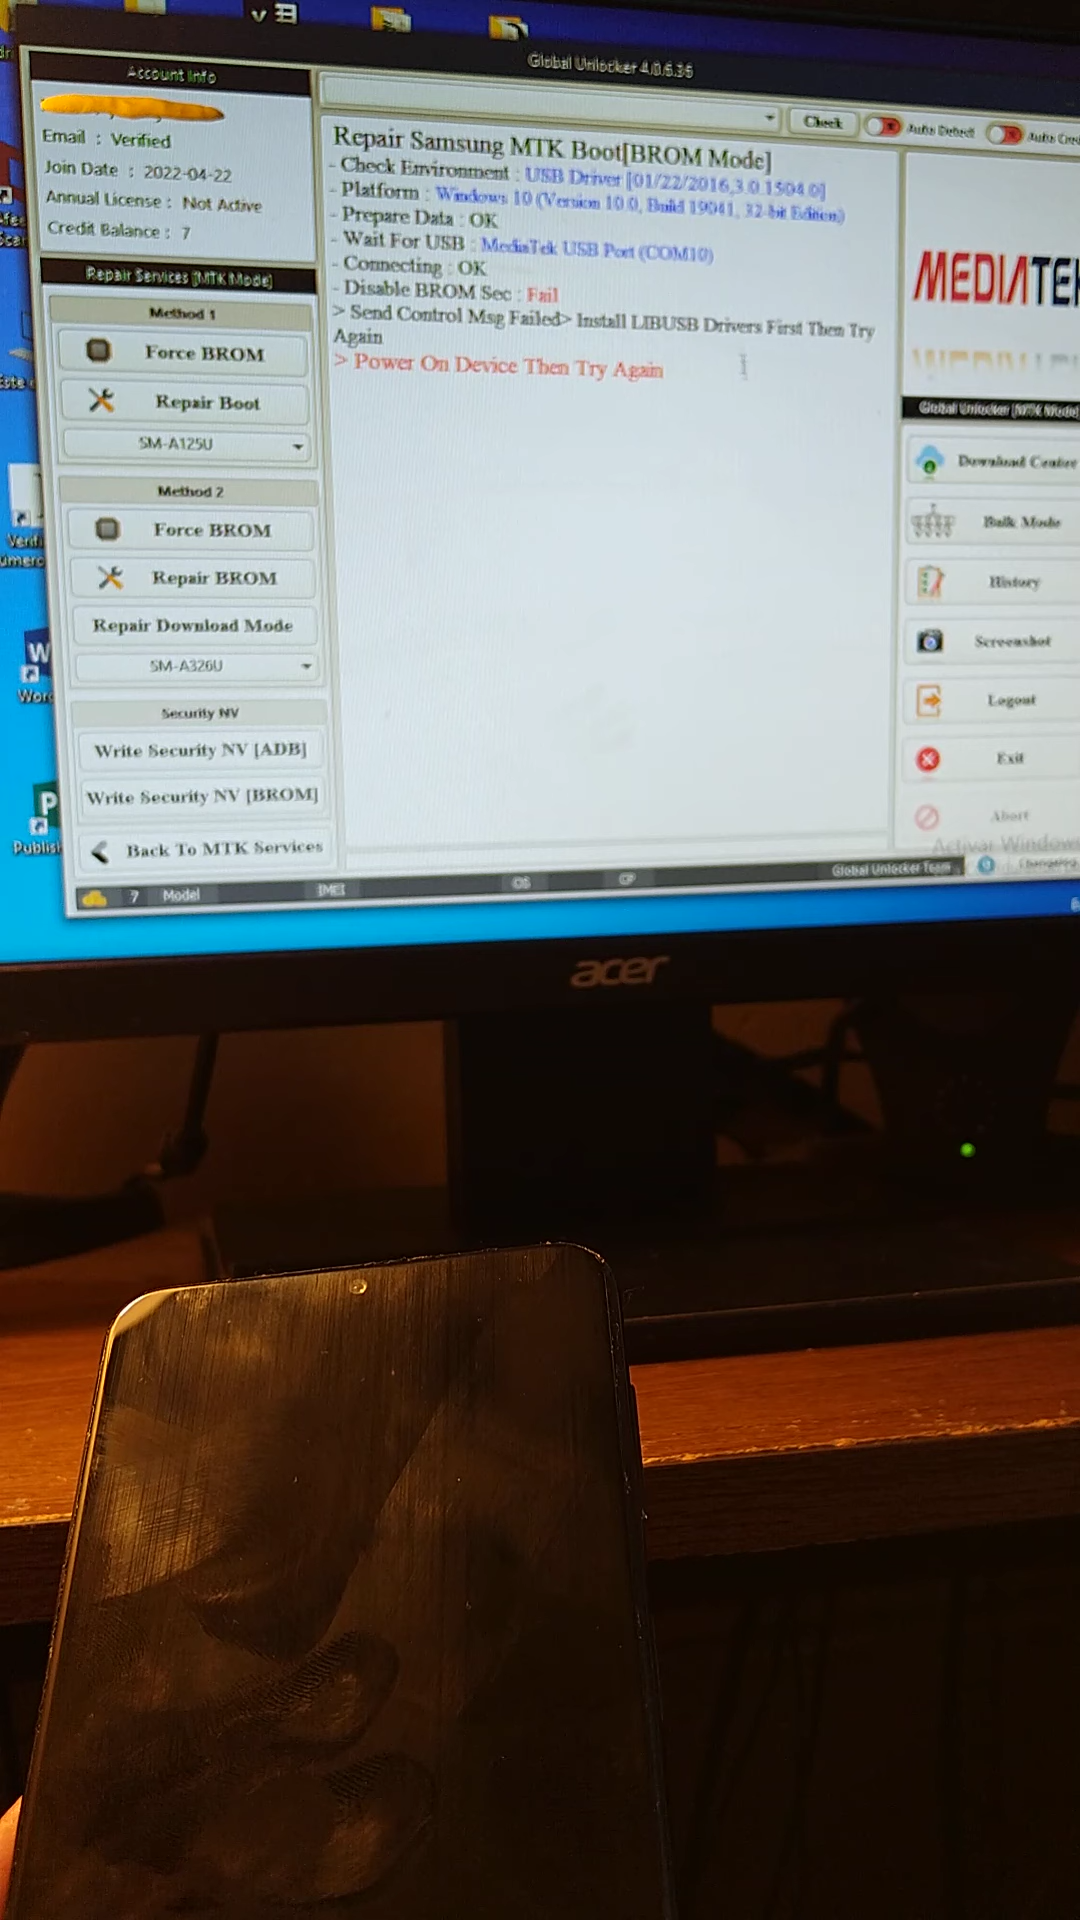 Global Unlocker 4.0.6.36
Account Info
Email : Verified
Join Date : 2022-04-22
Annual License : Not Active
Credit Balance : 7
Check
Auto Detect
Repair Samsung MTK Boot[BROM Mode]
- Check Environment : USB Driver [01/22/2016,3.0.1504.0]
- Platform : Windows 10 (Version 10.0, Build 19041, 32-bit Edition)
- Prepare Data : OK
- Wait For USB : MediaTek USB Port (COM10)
- Connecting : OK
- Disable BROM Sec : Fail
> Send Control Msg Failed> Install LIBUSB Drivers First Then Try
Again
> Power On Device Then Try Again
Repair Services [MTK Mode]
Method 1
Force BROM
Repair Boot
SM-A125U
Method 2
Force BROM
Repair BROM
Repair Download Mode
SM-A326U
Security NV
Write Security NV [ADB]
Write Security NV [BROM]
Back To MTK Services
MEDIATEK
Global Unlocker [MTK Mode]
Download Center
Bulk Mode
History
Screenshot
Logout
Exit
Abort
Activar Windows
7 Model IMEI OS CP Global Unlocker Team
Word
Publish
acer